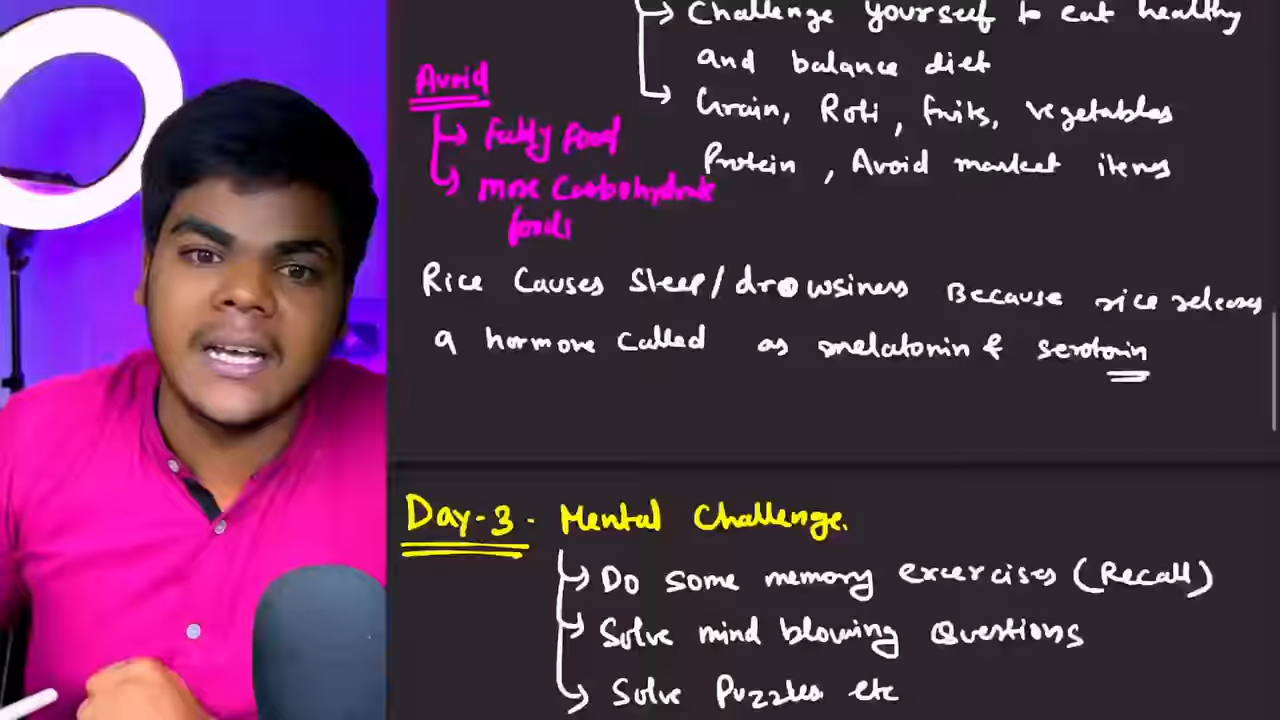 Challenge yourself to eat healthy
and balance diet
Grain, Roti, fruits, vegetables
Protein, Avoid market items
Avoid
Fatty food
More Carbohydrate
foods
Rice Causes Sleep/drowsiness Because rice releases
a hormone called as melatonin & serotonin
Day-3 - Mental Challenge.
Do some memory excercises (Recall)
Solve mind blowing Questions
Solve Puzzles etc